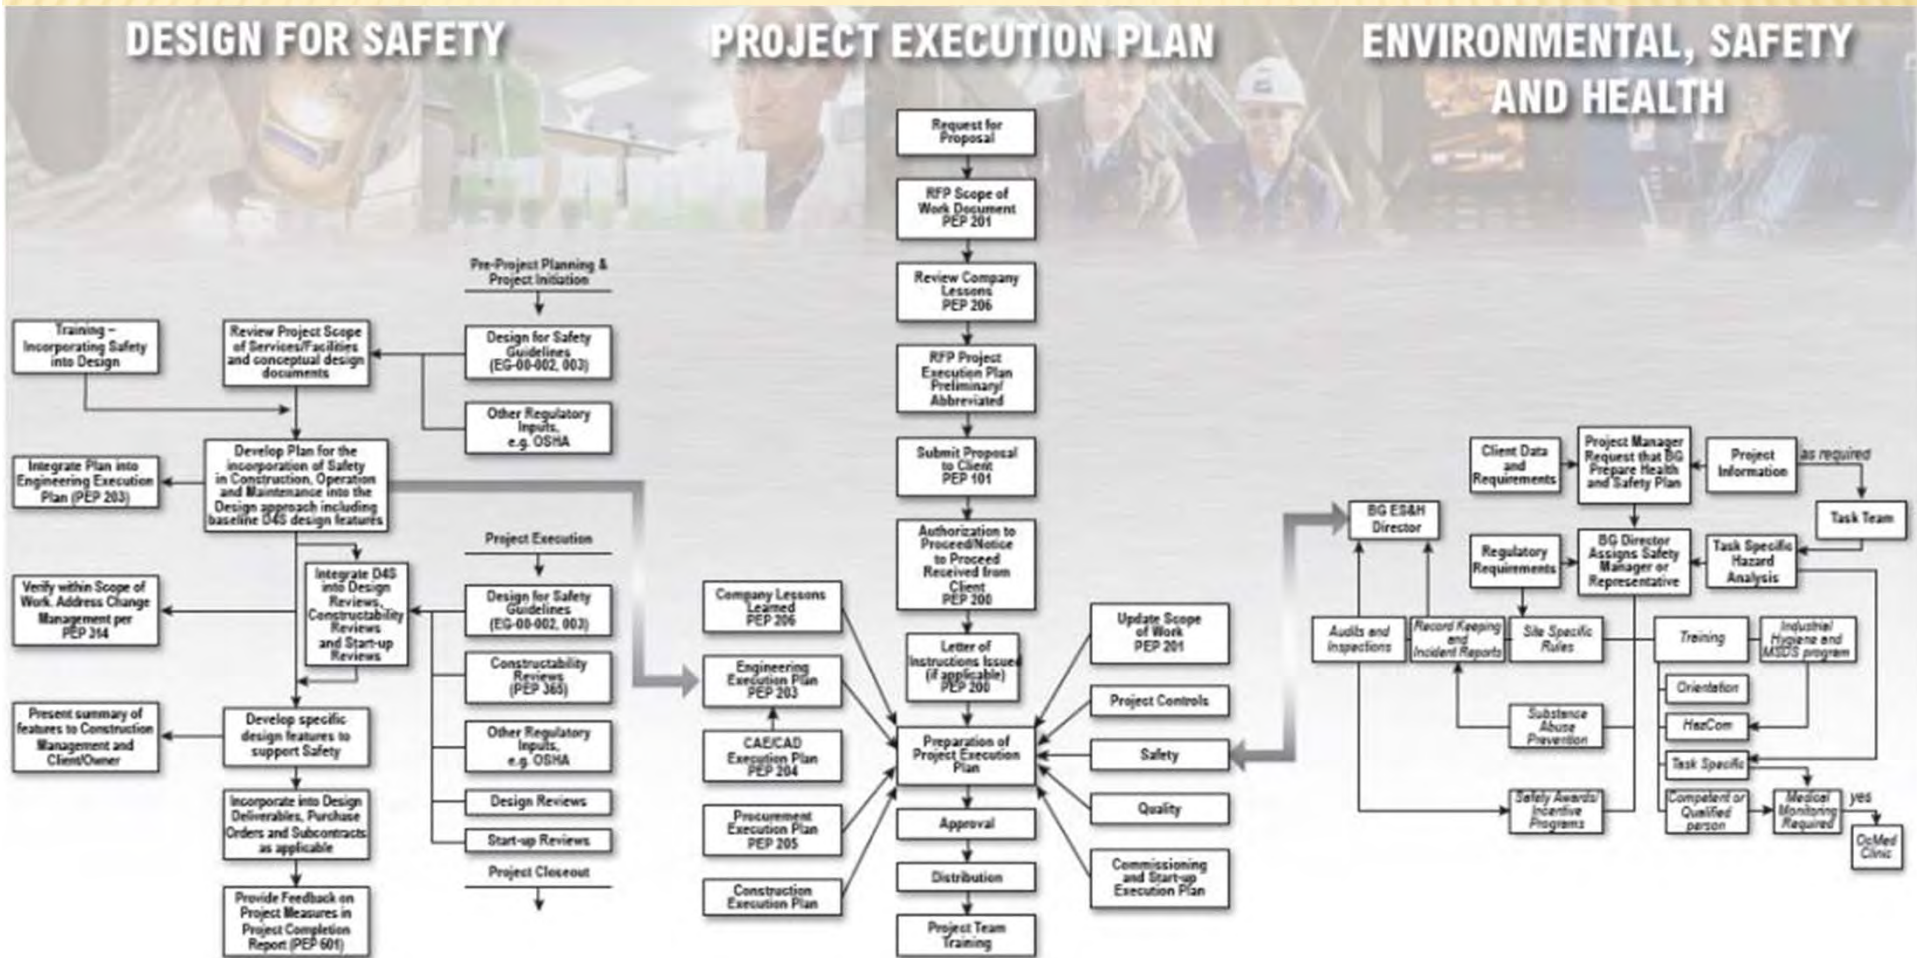 DESIGN FOR SAFETY
Pre-Project Planning &
Project Initiation
Training –
Incorporating Safety
into Design
Review Project Scope
of Services/Facilities
and conceptual design
documents
Design for Safety
Guidelines
(EG-00-002, 003)
Other Regulatory
Inputs,
e.g. OSHA
Integrate Plan into
Engineering Execution
Plan (PEP 203)
Develop Plan for the
incorporation of Safety
in Construction, Operation
and Maintenance into the
Design approach including
baseline D4S design features
Project Execution
Verify within Scope of
Work. Address Change
Management per
PEP 314
Integrate D4S
into Design
Reviews,
Constructability
Reviews
and Start-up
Reviews
Design for Safety
Guidelines
(EG-00-002, 003)
Constructability
Reviews
(PEP 365)
Other Regulatory
Inputs,
e.g. OSHA
Design Reviews
Start-up Reviews
Project Closeout
Present summary of
features to Construction
Management and
Client/Owner
Develop specific
design features to
support Safety
Incorporate into Design
Deliverables, Purchase
Orders and Subcontracts
as applicable
Provide Feedback on
Project Measures in
Project Completion
Report (PEP 601)
PROJECT EXECUTION PLAN
Request for
Proposal
RFP Scope of
Work Document
PEP 201
Review Company
Lessons
PEP 206
RFP Project
Execution Plan
Preliminary/
Abbreviated
Submit Proposal
to Client
PEP 101
Authorization to
Proceed/Notice
to Proceed
Received from
Client
PEP 200
Letter of
Instructions Issued
(if applicable)
PEP 200
Company Lessons
Learned
PEP 206
Engineering
Execution Plan
PEP 203
CAE/CAD
Execution Plan
PEP 204
Procurement
Execution Plan
PEP 205
Construction
Execution Plan
Preparation of
Project Execution
Plan
Approval
Distribution
Project Team
Training
Update Scope
of Work
PEP 201
Project Controls
Safety
Quality
Commissioning
and Start-up
Execution Plan
ENVIRONMENTAL, SAFETY
AND HEALTH
Client Data
and
Requirements
Project Manager
Request that BG
Prepare Health
and Safety Plan
Project
Information
as required
Task Team
BG ES&H
Director
Regulatory
Requirements
BG Director
Assigns Safety
Manager or
Representative
Task Specific
Hazard
Analysis
Audits and
Inspections
Record Keeping
and
Incident Reports
Site Specific
Rules
Training
Industrial
Hygiene and
MSDS program
Orientation
HazCom
Substance
Abuse
Prevention
Task Specific
Safety Awards/
Incentive
Programs
Competent or
Qualified
person
Medical
Monitoring
Required
yes
OcMed
Clinic